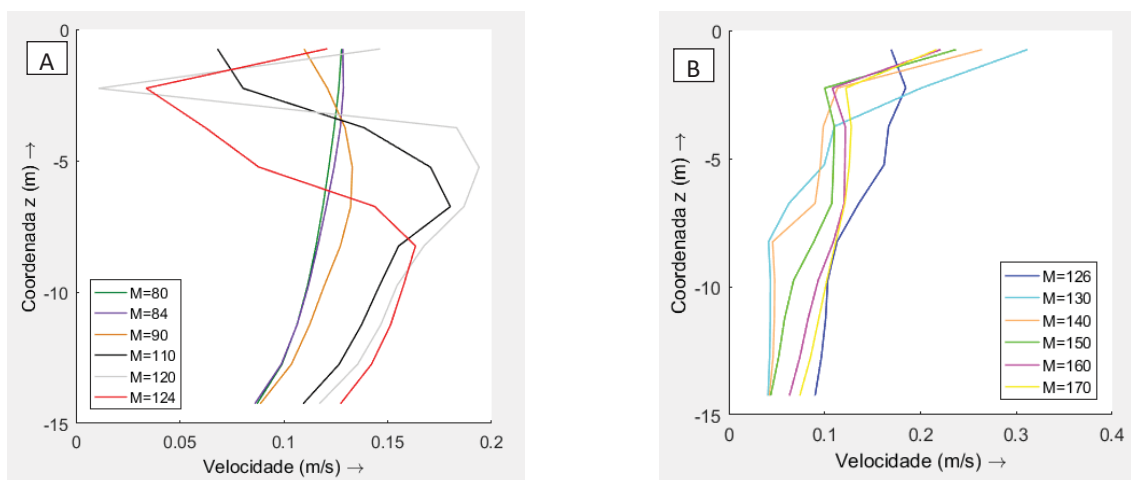 A
0
-5
-10
-15
Coordenada z (m) →
0
0.05
0.1
0.15
0.2
Velocidade (m/s) →
M=80
M=84
M=90
M=110
M=120
M=124
B
0
-5
-10
-15
Coordenada z (m) →
0
0.1
0.2
0.3
0.4
Velocidade (m/s) →
M=126
M=130
M=140
M=150
M=160
M=170